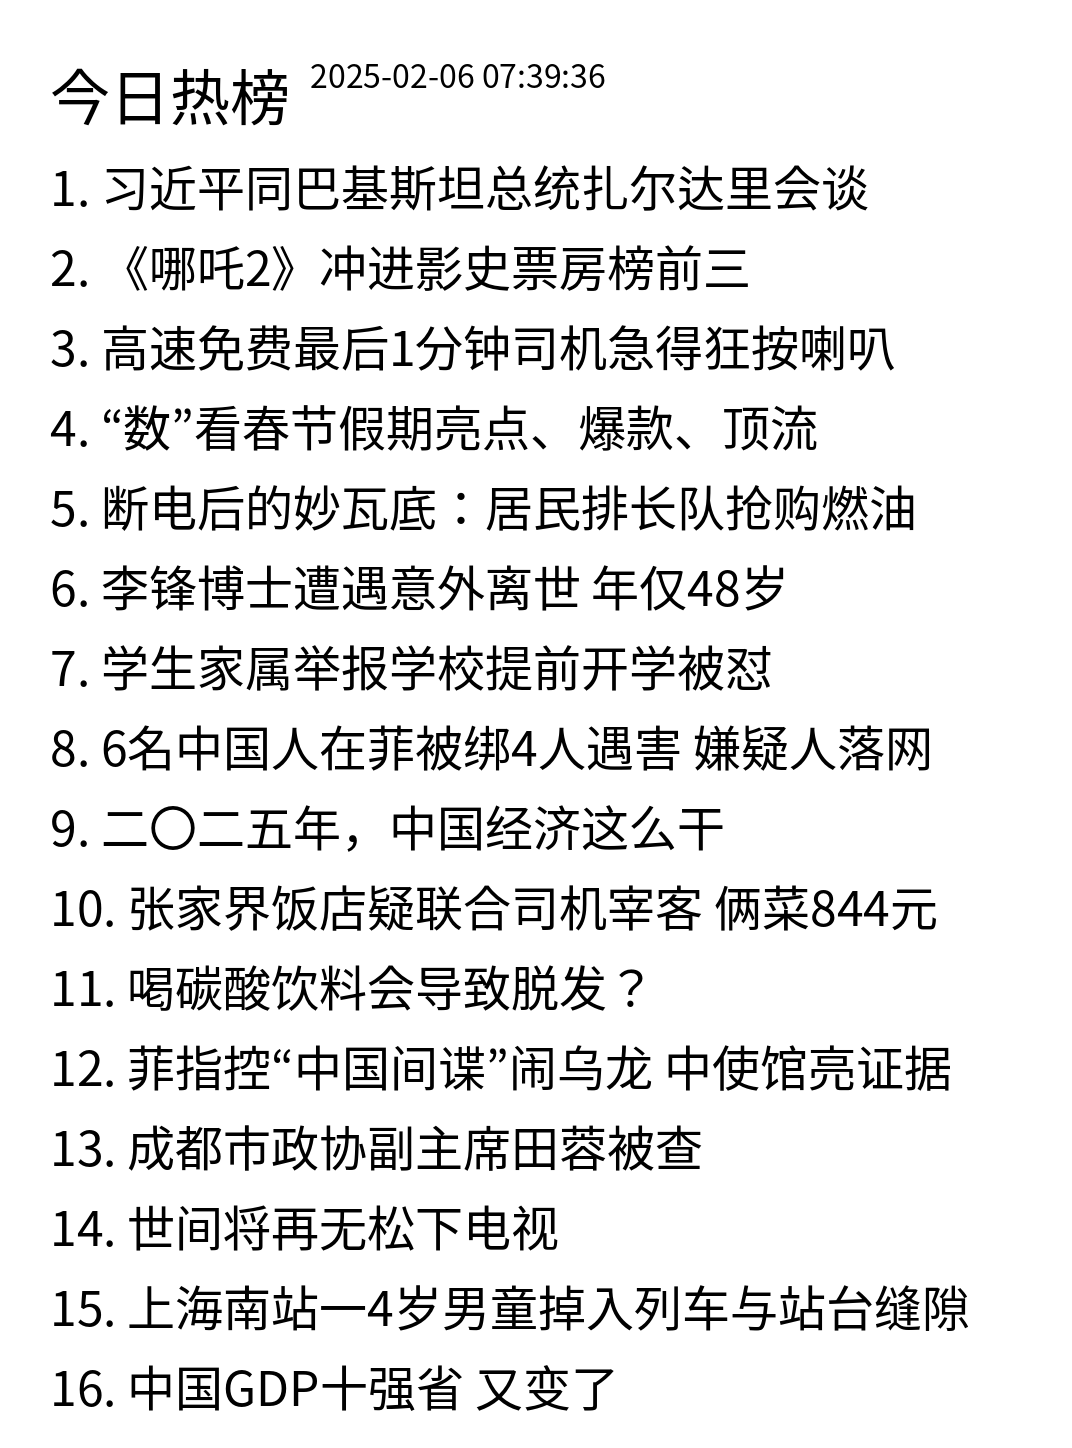 今日热榜 2025-02-06 07:39:36
1. 习近平同巴基斯坦总统扎尔达里会谈
2. 《哪吒2》冲进影史票房榜前三
3. 高速免费最后1分钟司机急得狂按喇叭
4. “数”看春节假期亮点、爆款、顶流
5. 断电后的妙瓦底：居民排长队抢购燃油
6. 李锋博士遭遇意外离世 年仅48岁
7. 学生家属举报学校提前开学被怼
8. 6名中国人在菲被绑4人遇害 嫌疑人落网
9. 二〇二五年，中国经济这么干
10. 张家界饭店疑联合司机宰客 俩菜844元
11. 喝碳酸饮料会导致脱发？
12. 菲指控“中国间谍”闹乌龙 中使馆亮证据
13. 成都市政协副主席田蓉被查
14. 世间将再无松下电视
15. 上海南站一4岁男童掉入列车与站台缝隙
16. 中国GDP十强省 又变了